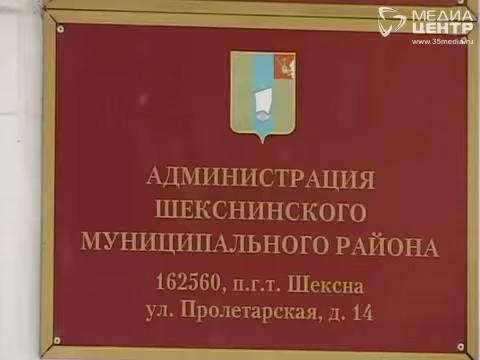 МЕДИА
ЦЕНТР
www.35media.ru
АДМИНИСТРАЦИЯ
ШЕКСНИНСКОГО
МУНИЦИПАЛЬНОГО РАЙОНА
162560, п.г.т. Шексна
ул. Пролетарская, д. 14